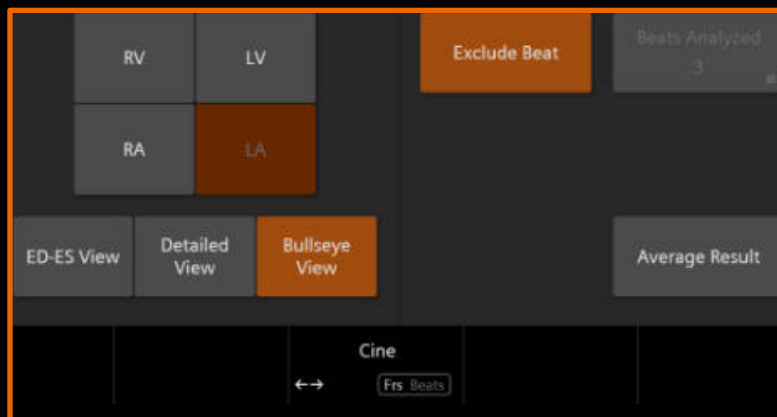 RV
LV
Exclude Beat
Beats Analyzed
3
RA
LA
ED-ES View
Detailed
View
Bullseye
View
Average Result
Cine
↔
Frs Beats